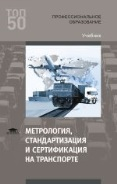 ТОП
50
ПРОФЕССИОНАЛЬНОЕ
ОБРАЗОВАНИЕ
Учебник
МЕТРОЛОГИЯ,
СТАНДАРТИЗАЦИЯ
И СЕРТИФИКАЦИЯ
НА ТРАНСПОРТЕ